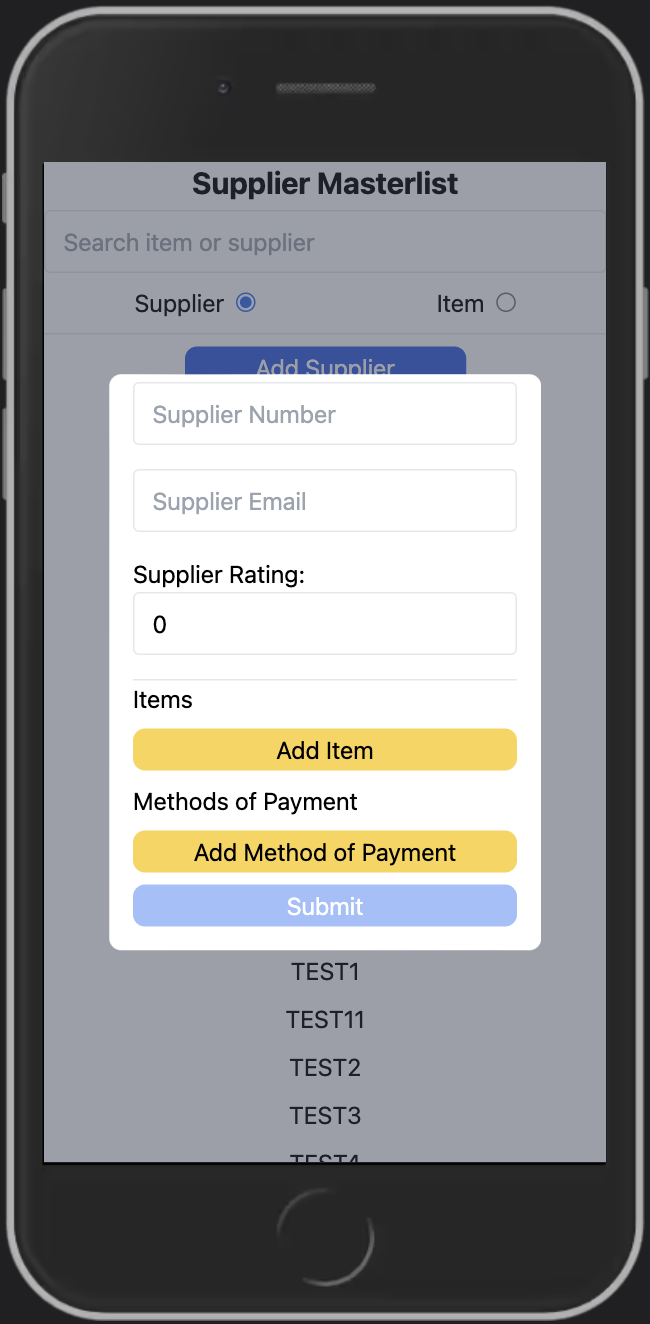 Supplier Masterlist
Search item or supplier
Supplier Item
Add Supplier
Supplier Number
Supplier Email
Supplier Rating:
0
Items
Add Item
Methods of Payment
Add Method of Payment
Submit
TEST1
TEST11
TEST2
TEST3
TEST4